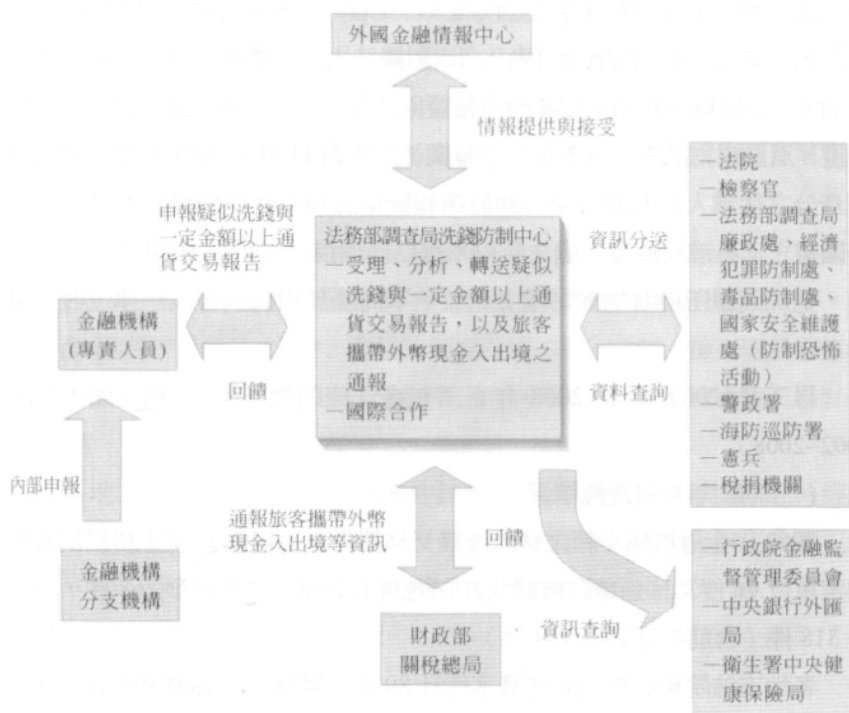 外國金融情報中心
情報提供與接受
申報疑似洗錢與
一定金額以上通
貨交易報告
法務部調查局洗錢防制中心
—受理、分析、轉送疑似
洗錢與一定金額以上通
貨交易報告，以及旅客
攜帶外幣現金入出境之
通報
—國際合作
資訊分送
資料查詢
—法院
—檢察官
—法務部調查局
廉政處、經濟
犯罪防制處、
毒品防制處、
國家安全維護
處（防制恐怖
活動）
—警政署
—海防巡防署
—憲兵
—稅捐機關
金融機構
(專責人員)
回饋
內部申報
金融機構
分支機構
通報旅客攜帶外幣
現金入出境等資訊
回饋
財政部
關稅總局
資訊查詢
—行政院金融監
督管理委員會
—中央銀行外匯
局
—衛生署中央健
康保險局